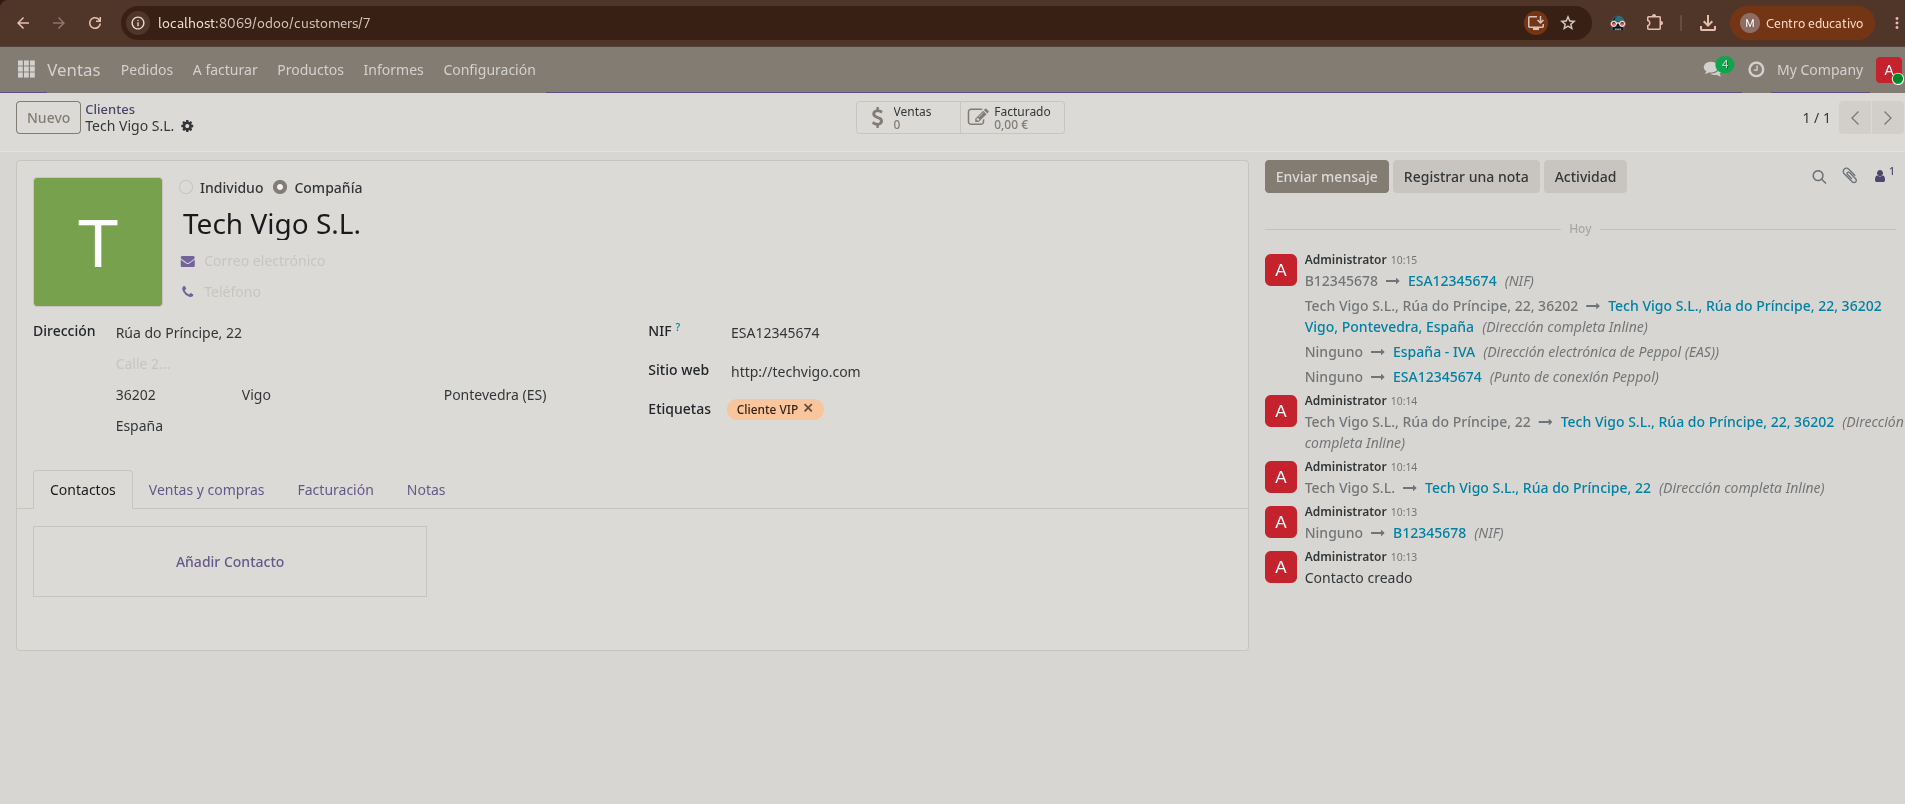 localhost:8069/odoo/customers/7
M Centro educativo
Ventas Pedidos A facturar Productos Informes Configuración
4 My Company A
Nuevo
Clientes
Tech Vigo S.L.
Ventas
0
Facturado
0,00 €
1 / 1
T
Individuo Compañía
Tech Vigo S.L.
Correo electrónico
Teléfono
Dirección Rúa do Príncipe, 22
Calle 2...
36202 Vigo Pontevedra (ES)
España
NIF ? ESA12345674
Sitio web http://techvigo.com
Etiquetas Cliente VIP ✕
Contactos Ventas y compras Facturación Notas
Añadir Contacto
Enviar mensaje Registrar una nota Actividad 1
Hoy
A Administrator 10:15
B12345678 → ESA12345674 (NIF)
Tech Vigo S.L., Rúa do Príncipe, 22, 36202 → Tech Vigo S.L., Rúa do Príncipe, 22, 36202
Vigo, Pontevedra, España (Dirección completa Inline)
Ninguno → España - IVA (Dirección electrónica de Peppol (EAS))
Ninguno → ESA12345674 (Punto de conexión Peppol)
A Administrator 10:14
Tech Vigo S.L., Rúa do Príncipe, 22 → Tech Vigo S.L., Rúa do Príncipe, 22, 36202 (Dirección
completa Inline)
A Administrator 10:14
Tech Vigo S.L. → Tech Vigo S.L., Rúa do Príncipe, 22 (Dirección completa Inline)
A Administrator 10:13
Ninguno → B12345678 (NIF)
A Administrator 10:13
Contacto creado